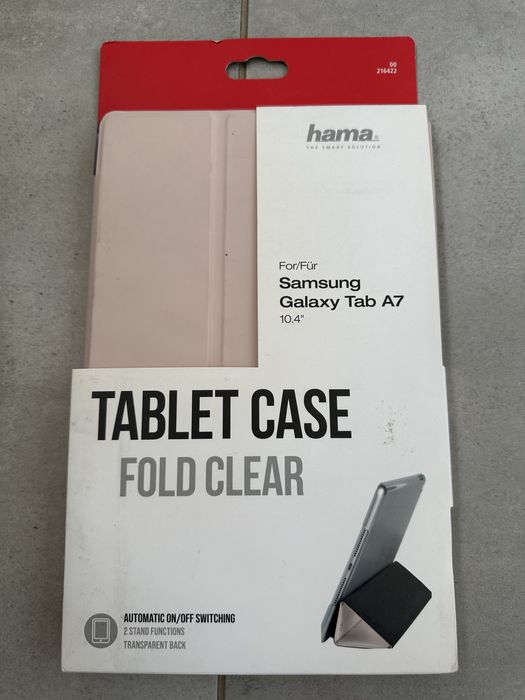 00
216422
hama
THE SMART SOLUTION
For/Für
Samsung
Galaxy Tab A7
10.4"
TABLET CASE
FOLD CLEAR
AUTOMATIC ON/OFF SWITCHING
2 STAND FUNCTIONS
TRANSPARENT BACK